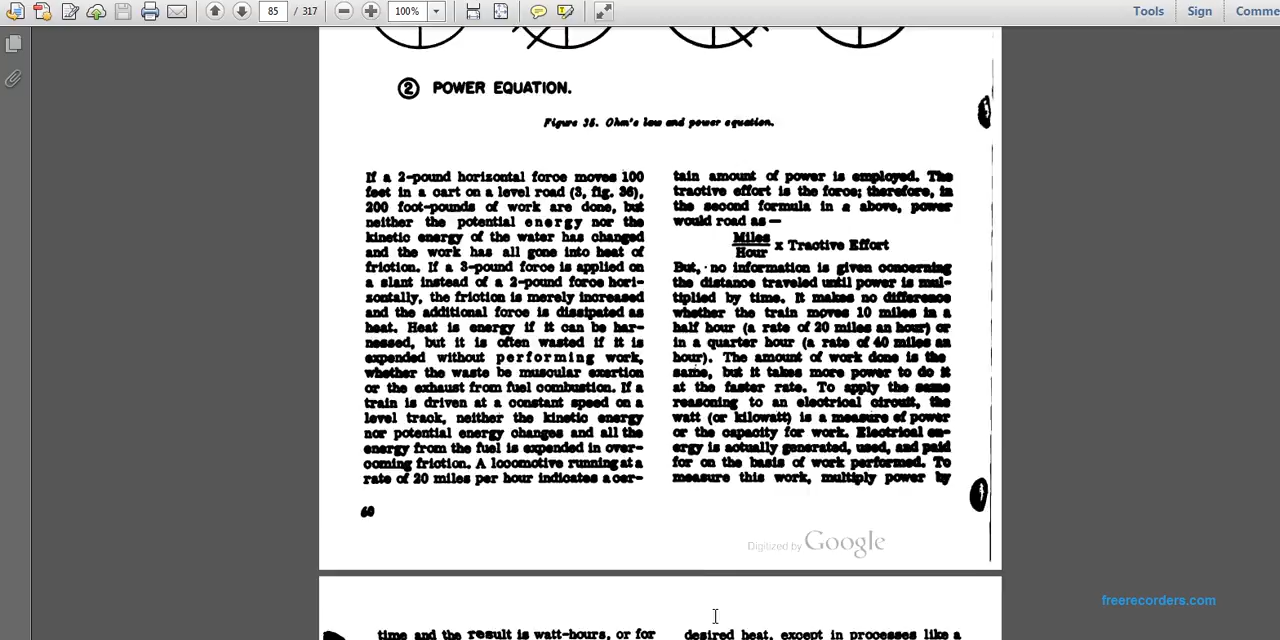 85 / 317
100%
Tools
Sign
Comme
② POWER EQUATION.
Figure 35. Ohm's law and power equation.
If a 2-pound horizontal force moves 100
feet in a cart on a level road (3, fig. 36),
200 foot-pounds of work are done, but
neither the potential energy nor the
kinetic energy of the water has changed
and the work has all gone into heat of
friction. If a 3-pound force is applied on
a slant instead of a 2-pound force hori-
zontally, the friction is merely increased
and the additional force is dissipated as
heat. Heat is energy if it can be har-
nessed, but it is often wasted if it is
expended without performing work,
whether the waste be muscular exertion
or the exhaust from fuel combustion. If a
train is driven at a constant speed on a
level track, neither the kinetic energy
nor potential energy changes and all the
energy from the fuel is expended in over-
coming friction. A locomotive running at a
rate of 20 miles per hour indicates a cer-
60
tain amount of power is employed. The
tractive effort is the force; therefore, in
the second formula in a above, power
would road as—
Miles
Hour x Tractive Effort
But, no information is given concerning
the distance traveled until power is mul-
tiplied by time. It makes no difference
whether the train moves 10 miles in a
half hour (a rate of 20 miles an hour) or
in a quarter hour (a rate of 40 miles an
hour). The amount of work done is the
same, but it takes more power to do it
at the faster rate. To apply the same
reasoning to an electrical circuit, the
watt (or kilowatt) is a measure of power
or the capacity for work. Electrical en-
ergy is actually generated, used, and paid
for on the basis of work performed. To
measure this work, multiply power by
Digitized by Google
freerecorders.com
time and the result is watt-hours, or for
desired heat, except in processes like a